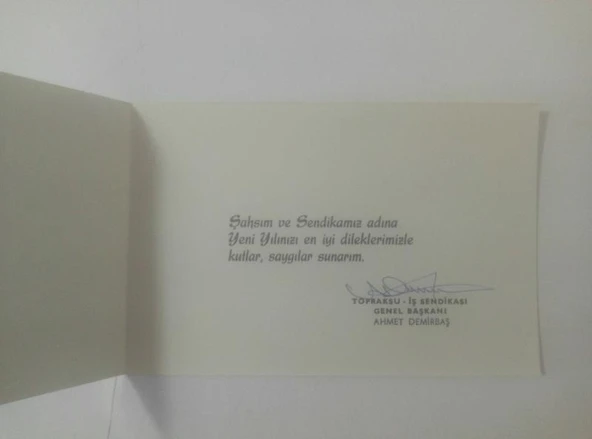 Şahsım ve Sendikamız adına
Yeni Yılınızı en iyi dileklerimizle
kutlar, saygılar sunarım.
TOPRAKSU - İŞ SENDİKASI
GENEL BAŞKANI
AHMET DEMİRBAŞ